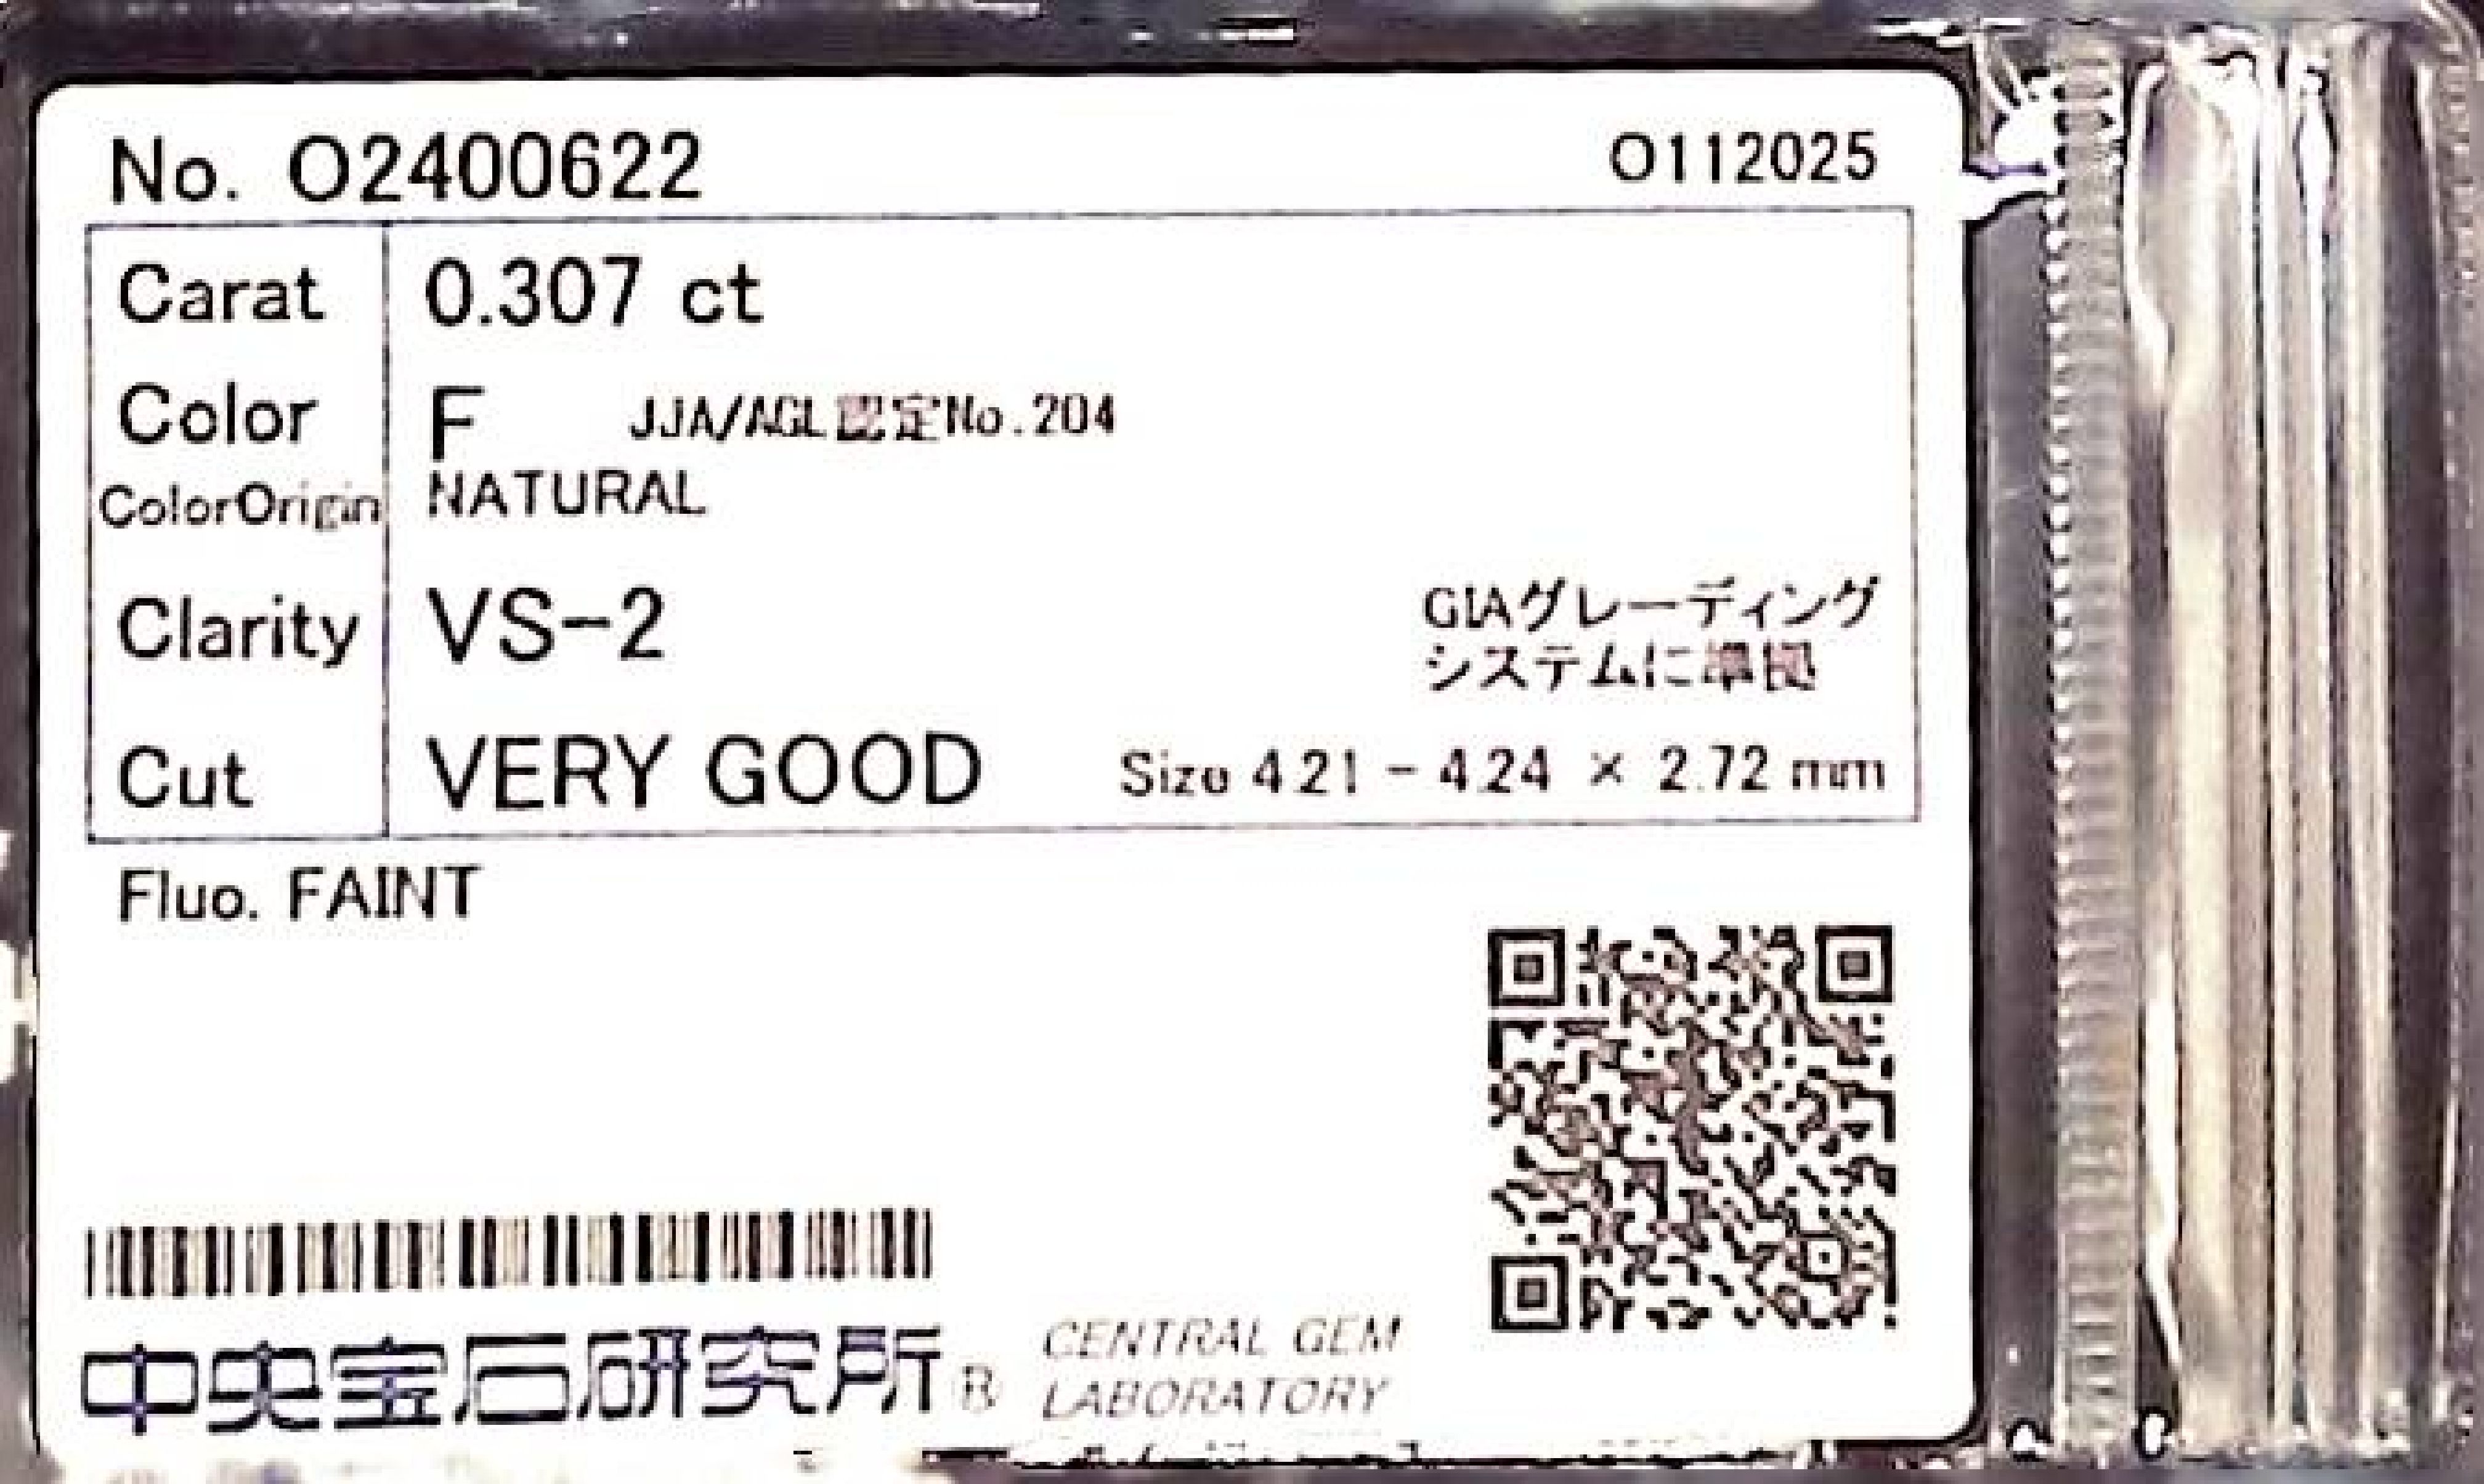 No. O2400622
O112025
Carat 0.307 ct
Color F JJA/AGL認定No.204
ColorOrigin NATURAL
Clarity VS-2
GIAグレーディング
システムに準拠
Cut VERY GOOD Size 4.21 - 4.24 × 2.72 mm
Fluo. FAINT
中央宝石研究所 B
CENTRAL GEM
LABORATORY